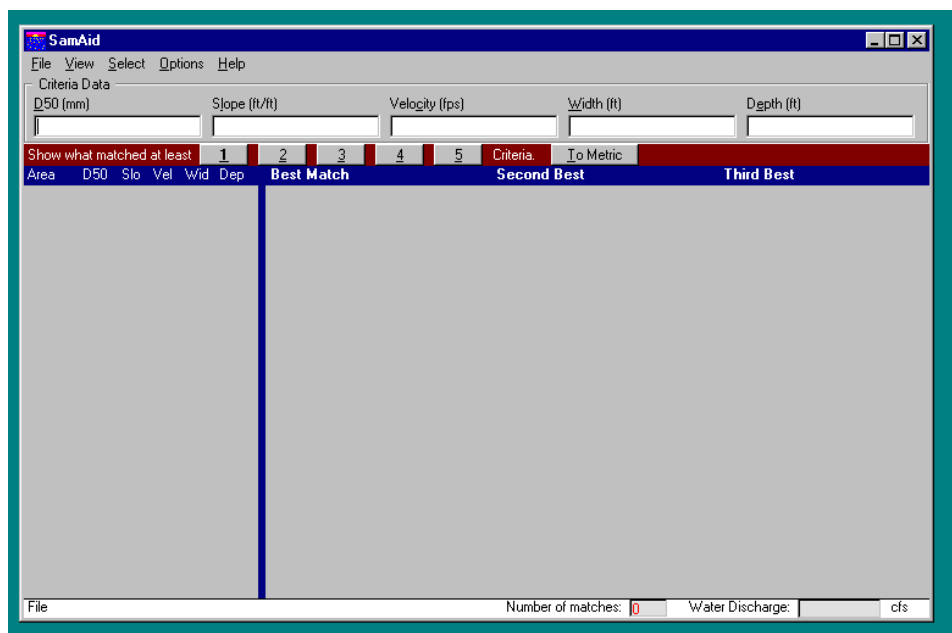 SamAid
File View Select Options Help
Criteria Data
D50 (mm) Slope (ft/ft) Velocity (fps) Width (ft) Depth (ft)
Show what matched at least 1 2 3 4 5 Criteria. To Metric
Area D50 Slo Vel Wid Dep Best Match Second Best Third Best
File Number of matches: 0 Water Discharge: cfs